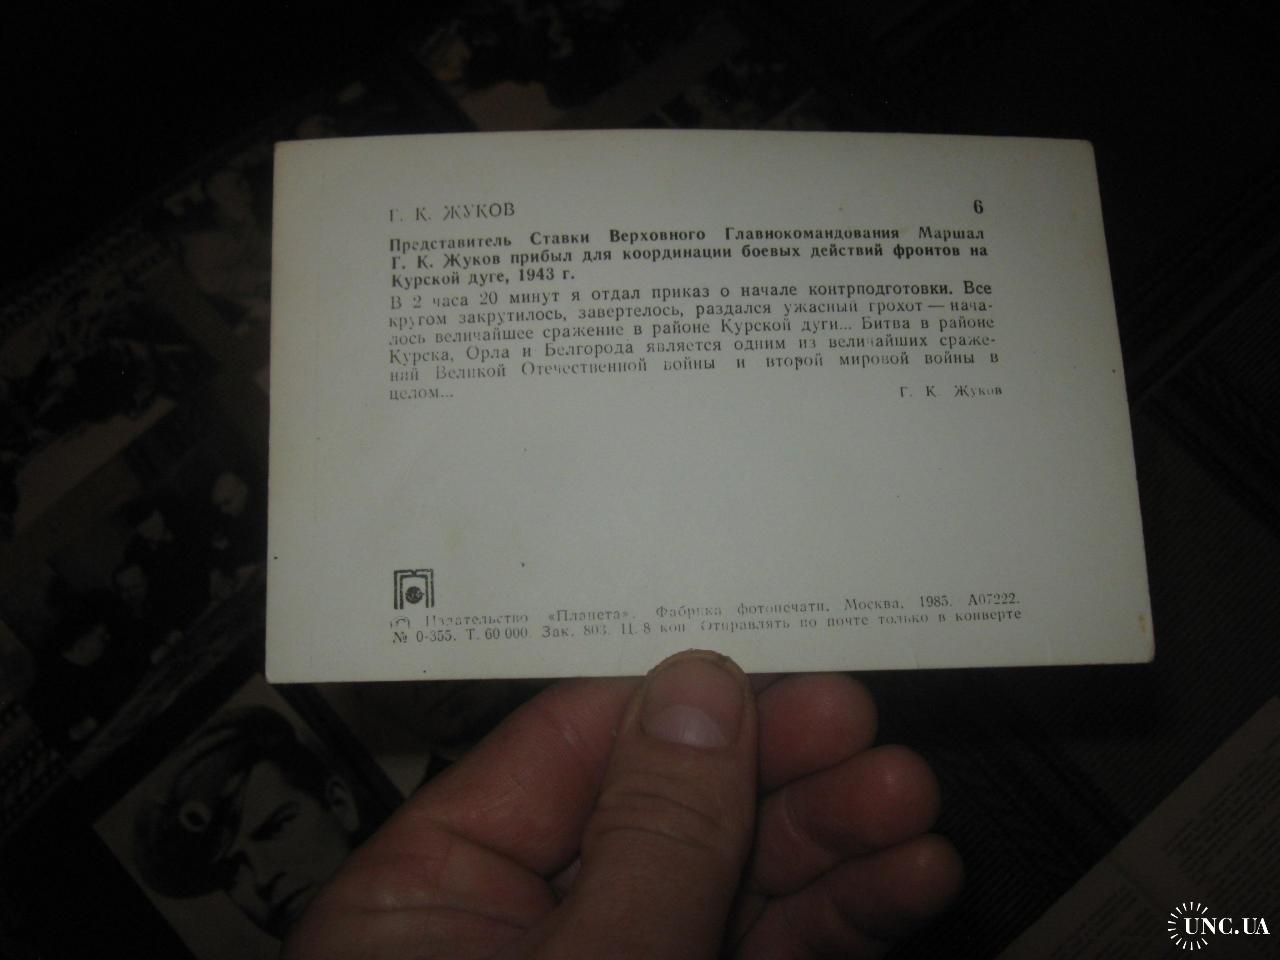 Г. К. ЖУКОВ
6
Представитель Ставки Верховного Главнокомандования Маршал
Г. К. Жуков прибыл для координации боевых действий фронтов на
Курской дуге, 1943 г.
В 2 часа 20 минут я отдал приказ о начале контрподготовки. Все
кругом закрутилось, завертелось, раздался ужасный грохот — нача-
лось величайшее сражение в районе Курской дуги... Битва в районе
Курска, Орла и Белгорода является одним из величайших сраже-
ний Великой Отечественной войны и второй мировой войны в
целом...
Г. К. Жуков
© Издательство «Планета». Фабрика фотопечати, Москва, 1985. А07222.
№ 0-355. Т. 60 000. Зак. 803. Ц. 8 коп Отправлять по почте только в конверте
UNC.UA